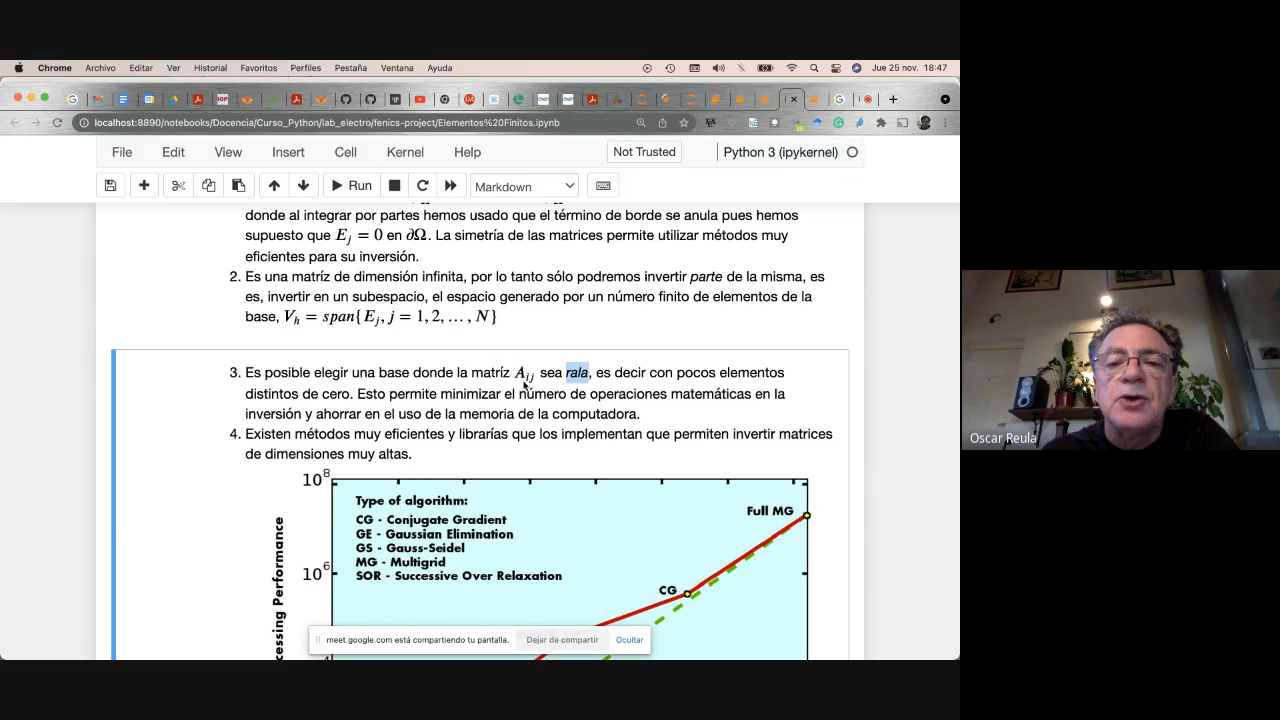 Chrome Archivo Editar Ver Historial Favoritos Perfiles Pestaña Ventana Ayuda Jue 25 nov. 18:47
localhost:8890/notebooks/Docencia/Curso_Python/lab_electro/fenics-project/Elementos%20Finitos.ipynb
File Edit View Insert Cell Kernel Help Not Trusted Python 3 (ipykernel)
Run Markdown
donde al integrar por partes hemos usado que el término de borde se anula pues hemos
supuesto que E_j = 0 en ∂Ω. La simetría de las matrices permite utilizar métodos muy
eficientes para su inversión.
2. Es una matríz de dimensión infinita, por lo tanto sólo podremos invertir parte de la misma, es
es, invertir en un subespacio, el espacio generado por un número finito de elementos de la
base, V_h = span{E_j, j = 1, 2, … , N}
3. Es posible elegir una base donde la matríz A_ij sea rala, es decir con pocos elementos
distintos de cero. Esto permite minimizar el número de operaciones matemáticas en la
inversión y ahorrar en el uso de la memoria de la computadora.
4. Existen métodos muy eficientes y librarías que los implementan que permiten invertir matrices
de dimensiones muy altas.
10^8
Type of algorithm:
CG - Conjugate Gradient
GE - Gaussian Elimination
GS - Gauss-Seidel
MG - Multigrid
SOR - Successive Over Relaxation
Full MG
10^6
CG
cessing Performance
meet.google.com está compartiendo tu pantalla. Dejar de compartir Ocultar
Oscar Reula